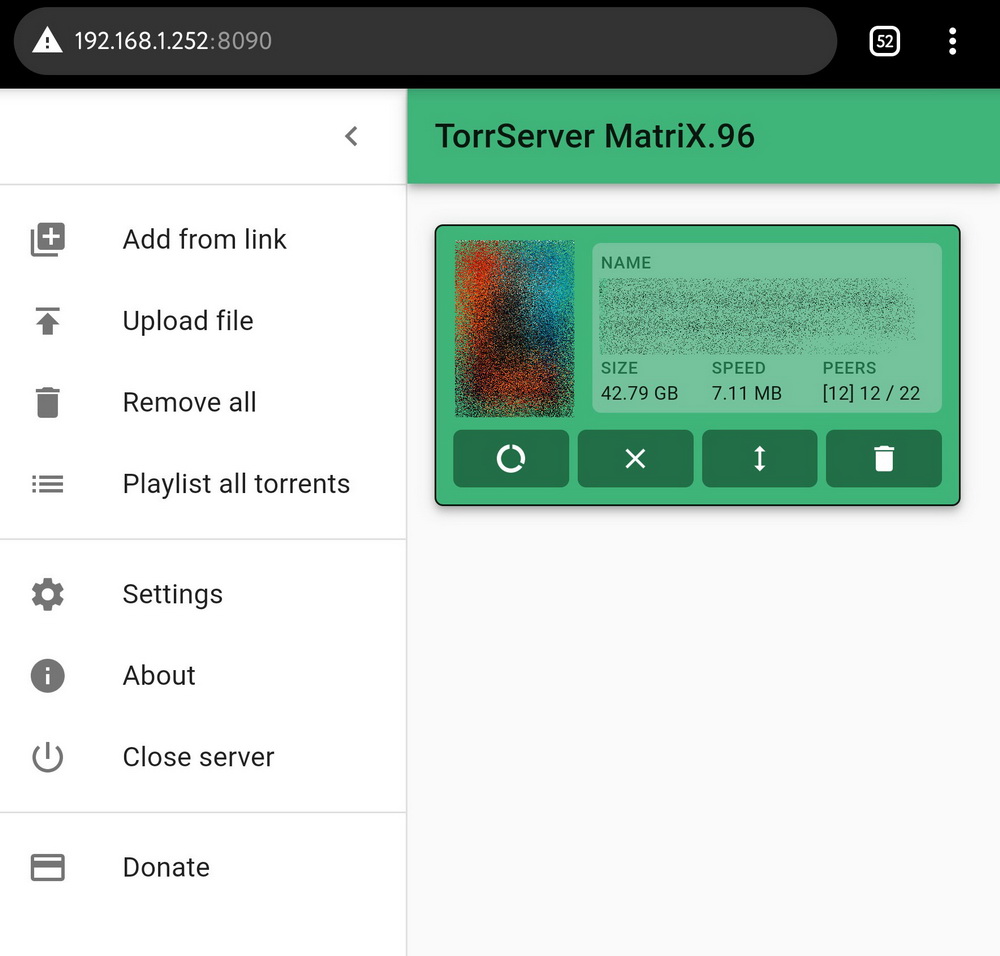 192.168.1.252:8090
52
TorrServer MatriX.96
Add from link
Upload file
Remove all
Playlist all torrents
Settings
About
Close server
Donate
NAME
SIZE SPEED PEERS
42.79 GB 7.11 MB [12] 12 / 22